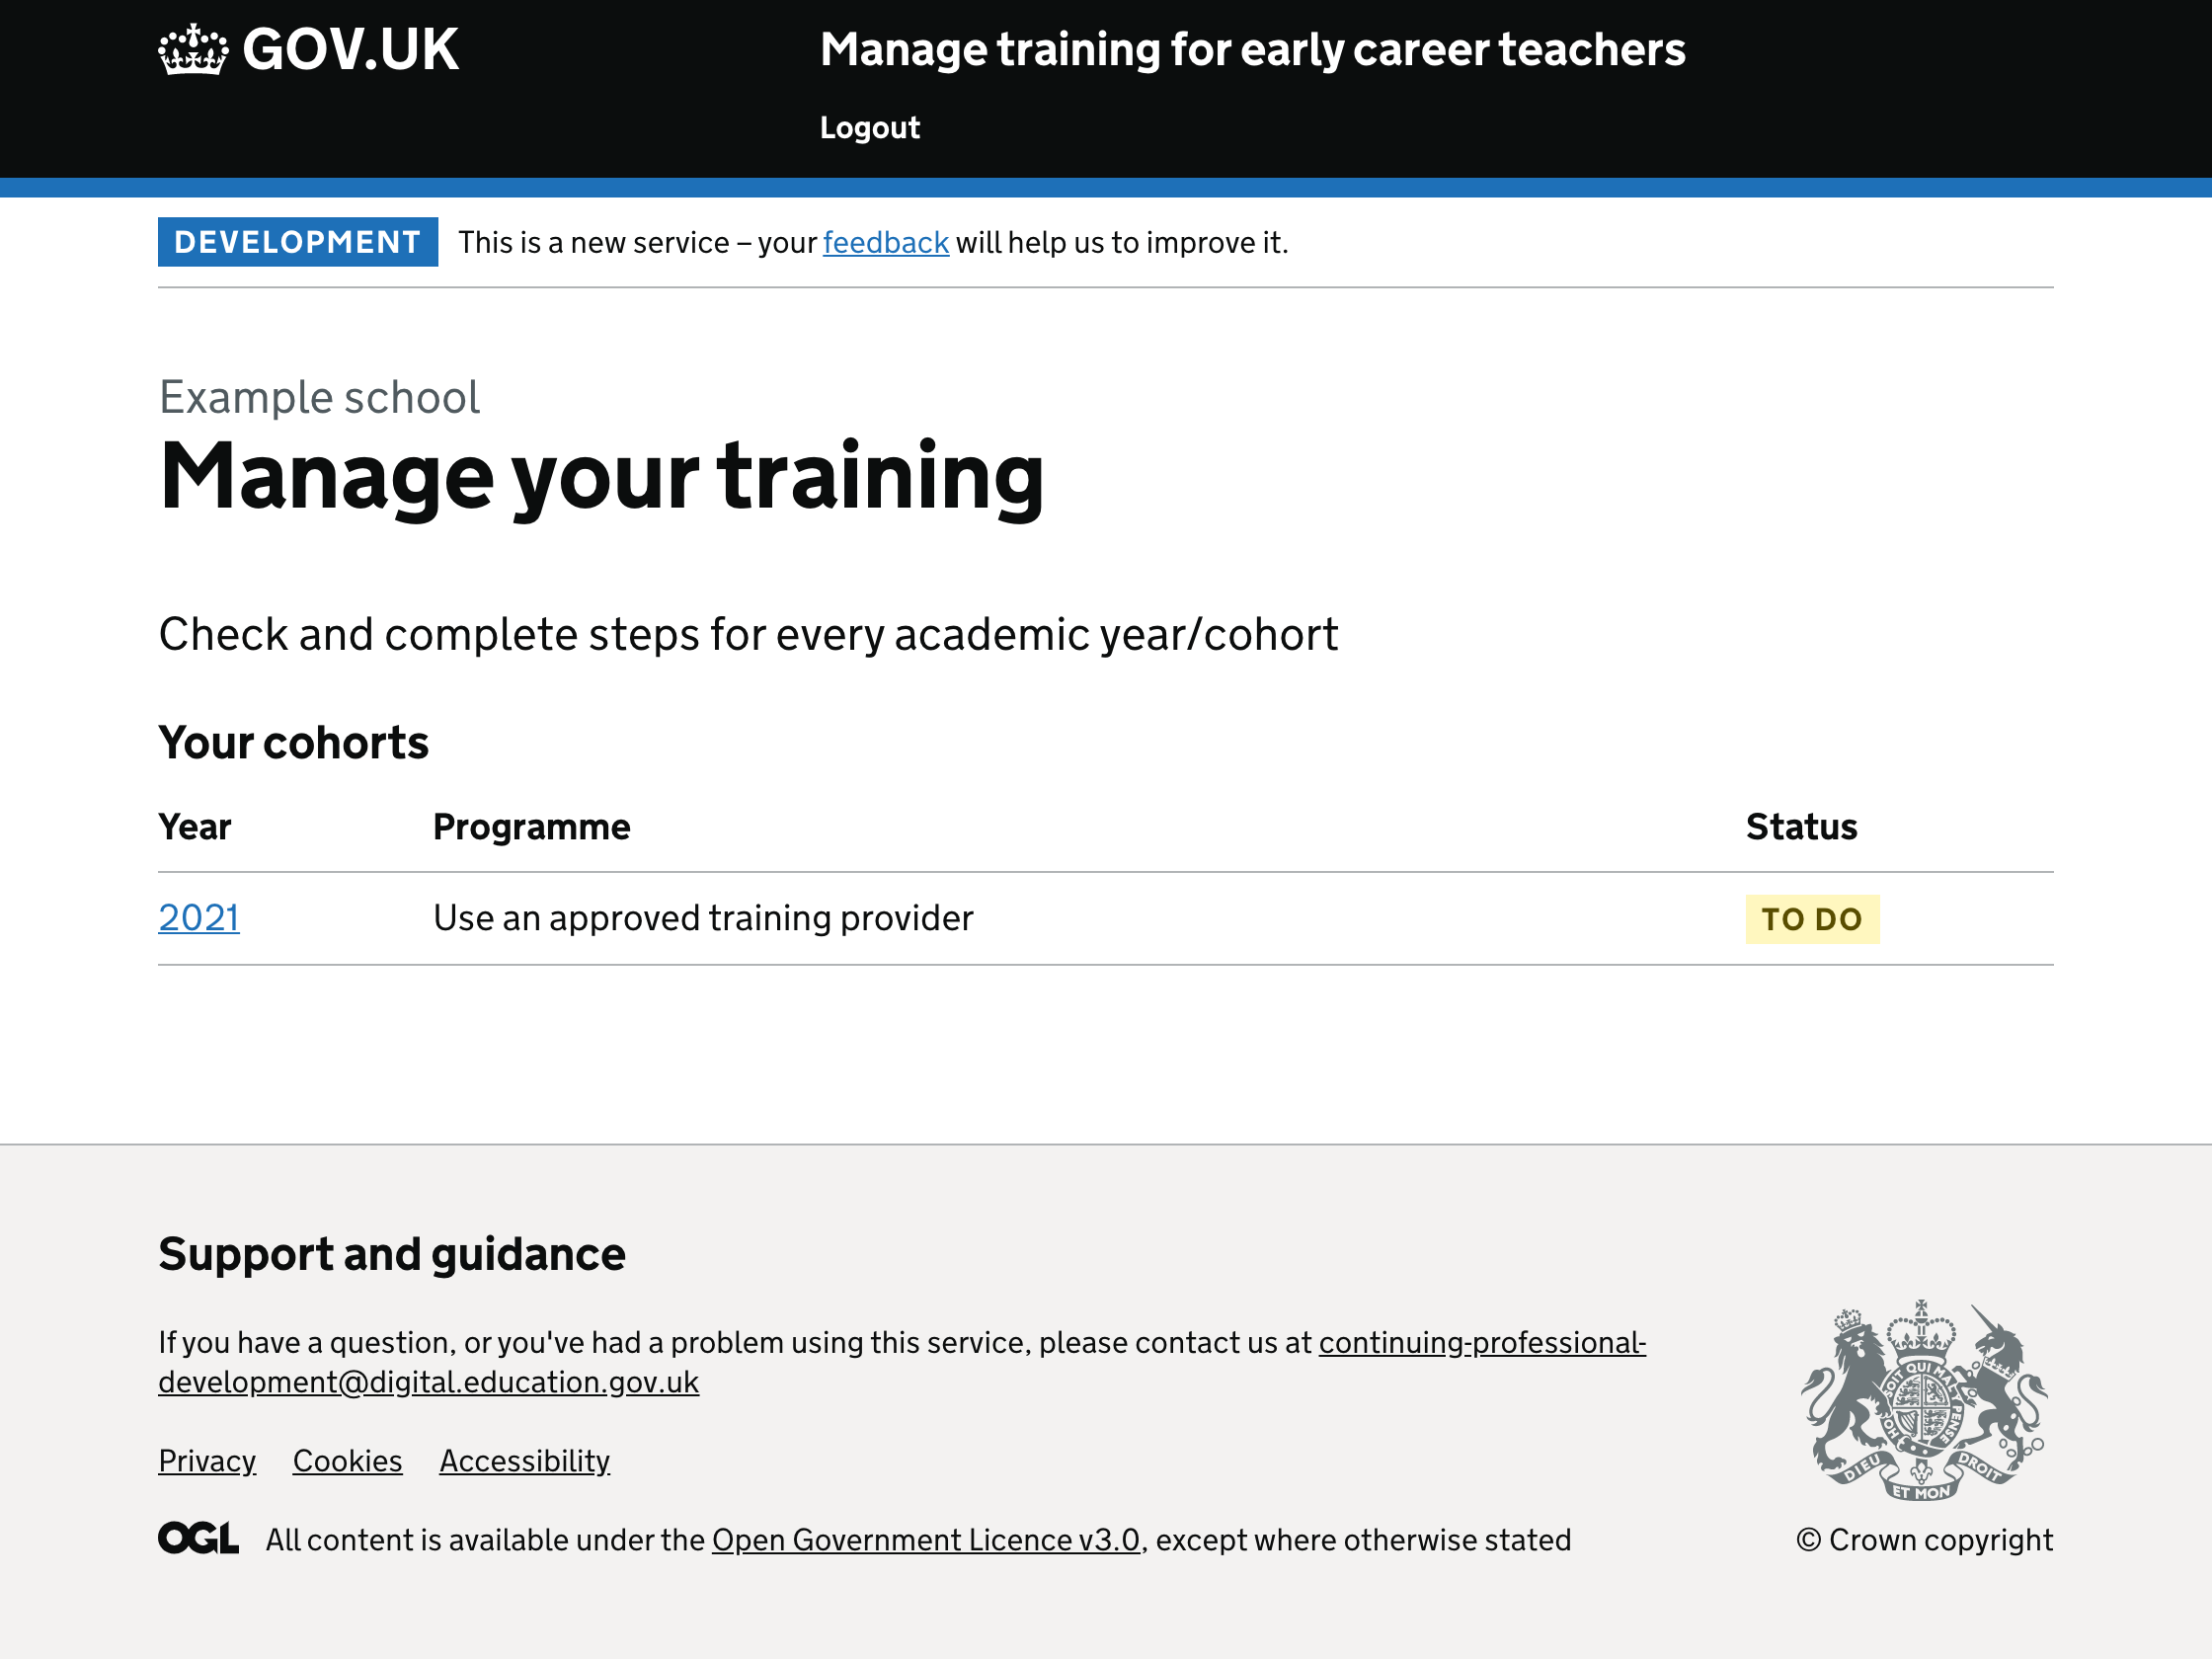 GOV.UK
Manage training for early career teachers
Logout
DEVELOPMENT This is a new service – your feedback will help us to improve it.
Example school
Manage your training
Check and complete steps for every academic year/cohort
Your cohorts
Year Programme Status
2021 Use an approved training provider TO DO
Support and guidance
If you have a question, or you've had a problem using this service, please contact us at continuing-professional-
development@digital.education.gov.uk
Privacy Cookies Accessibility
SOIT QUI MAL
PENSE
HON
DIEU ET MON DROIT
OGL All content is available under the Open Government Licence v3.0, except where otherwise stated
© Crown copyright